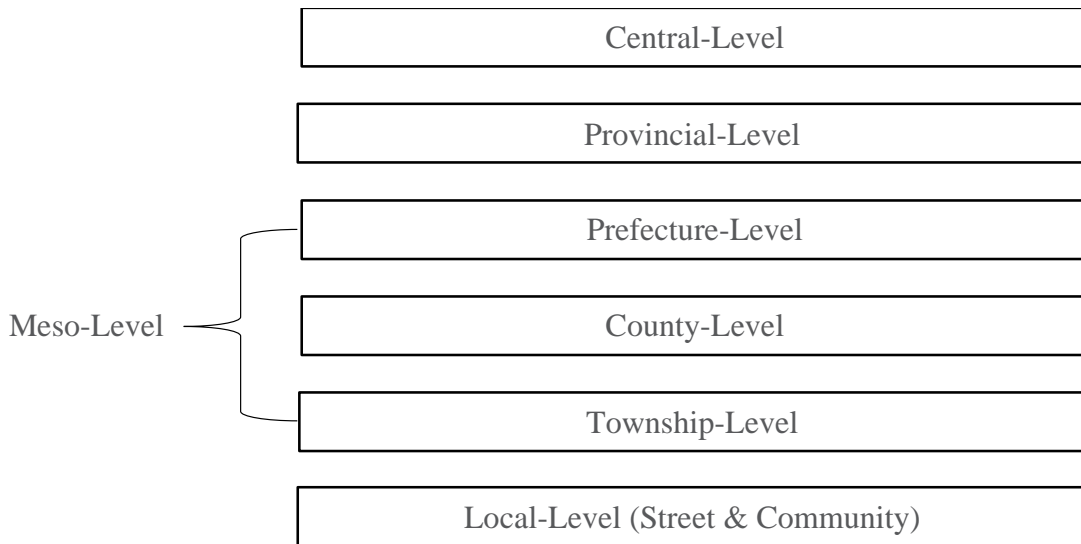 Central-Level
Provincial-Level
Prefecture-Level
Meso-Level
County-Level
Township-Level
Local-Level (Street & Community)